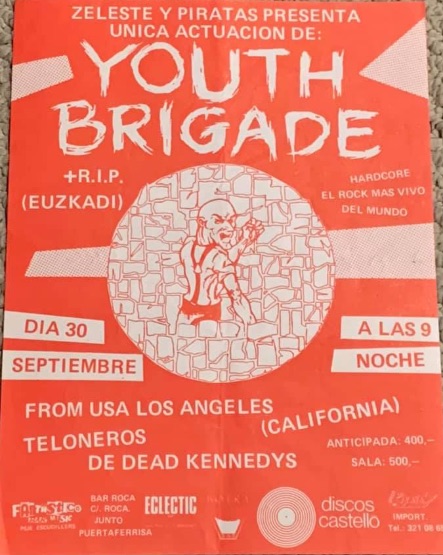 ZELESTE Y PIRATAS PRESENTA
UNICA ACTUACION DE:
YOUTH
BRIGADE
+R.I.P.
(EUZKADI)
HARDCORE
EL ROCK MAS VIVO
DEL MUNDO
DIA 30
SEPTIEMBRE
A LAS 9
NOCHE
FROM USA LOS ANGELES
(CALIFORNIA)
TELONEROS
DE DEAD KENNEDYS
ANTICIPADA: 400,–
SALA: 500,–
BAR ROCA
C/. ROCA.
JUNTO
PUERTAFERRISA
ECLECTIC
discos
castello
IMPORT.